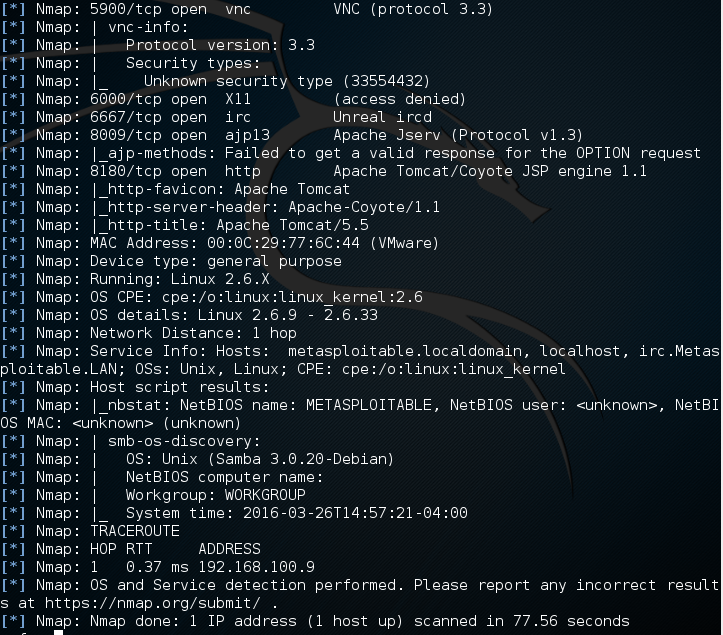 [*] Nmap: 5900/tcp open  vnc         VNC (protocol 3.3)
[*] Nmap: | vnc-info:
[*] Nmap: |   Protocol version: 3.3
[*] Nmap: |   Security types:
[*] Nmap: |_    Unknown security type (33554432)
[*] Nmap: 6000/tcp open  X11         (access denied)
[*] Nmap: 6667/tcp open  irc         Unreal ircd
[*] Nmap: 8009/tcp open  ajp13       Apache Jserv (Protocol v1.3)
[*] Nmap: |_ajp-methods: Failed to get a valid response for the OPTION request
[*] Nmap: 8180/tcp open  http        Apache Tomcat/Coyote JSP engine 1.1
[*] Nmap: |_http-favicon: Apache Tomcat
[*] Nmap: |_http-server-header: Apache-Coyote/1.1
[*] Nmap: |_http-title: Apache Tomcat/5.5
[*] Nmap: MAC Address: 00:0C:29:77:6C:44 (VMware)
[*] Nmap: Device type: general purpose
[*] Nmap: Running: Linux 2.6.X
[*] Nmap: OS CPE: cpe:/o:linux:linux_kernel:2.6
[*] Nmap: OS details: Linux 2.6.9 - 2.6.33
[*] Nmap: Network Distance: 1 hop
[*] Nmap: Service Info: Hosts:  metasploitable.localdomain, localhost, irc.Metas
ploitable.LAN; OSs: Unix, Linux; CPE: cpe:/o:linux:linux_kernel
[*] Nmap: Host script results:
[*] Nmap: |_nbstat: NetBIOS name: METASPLOITABLE, NetBIOS user: <unknown>, NetBI
OS MAC: <unknown> (unknown)
[*] Nmap: | smb-os-discovery:
[*] Nmap: |   OS: Unix (Samba 3.0.20-Debian)
[*] Nmap: |   NetBIOS computer name:
[*] Nmap: |   Workgroup: WORKGROUP
[*] Nmap: |_  System time: 2016-03-26T14:57:21-04:00
[*] Nmap: TRACEROUTE
[*] Nmap: HOP RTT     ADDRESS
[*] Nmap: 1   0.37 ms 192.168.100.9
[*] Nmap: OS and Service detection performed. Please report any incorrect result
s at https://nmap.org/submit/ .
[*] Nmap: Nmap done: 1 IP address (1 host up) scanned in 77.56 seconds